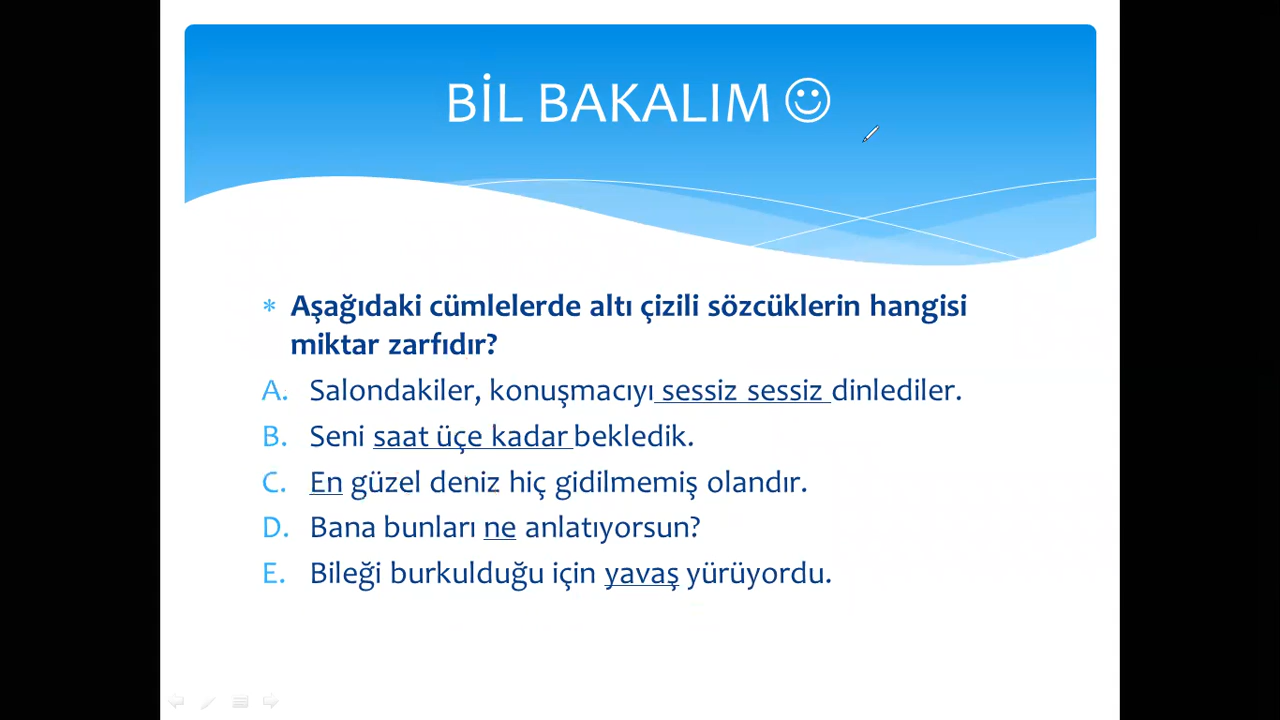 BİL BAKALIM ☺
* Aşağıdaki cümlelerde altı çizili sözcüklerin hangisi
miktar zarfıdır?
A. Salondakiler, konuşmacıyı sessiz sessiz dinlediler.
B. Seni saat üçe kadar bekledik.
C. En güzel deniz hiç gidilmemiş olandır.
D. Bana bunları ne anlatıyorsun?
E. Bileği burkulduğu için yavaş yürüyordu.